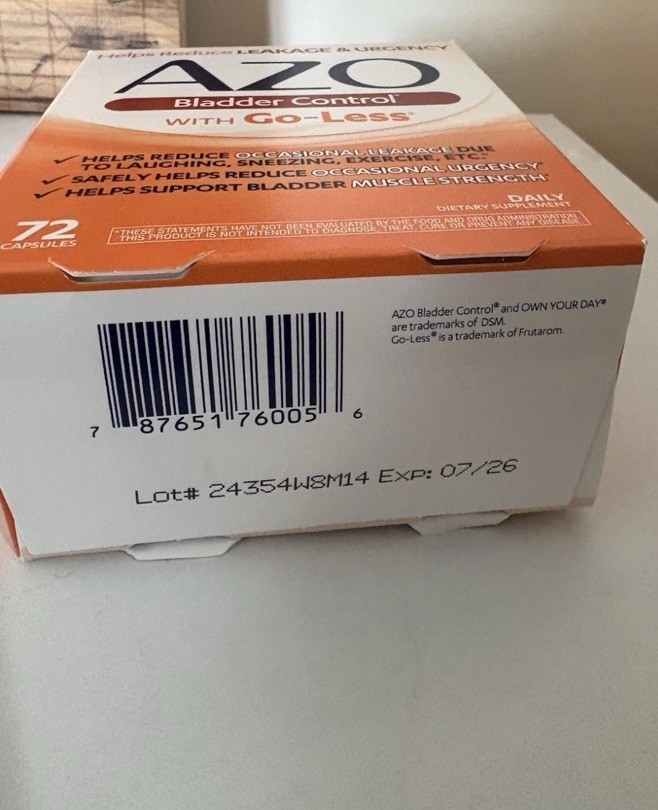 Helps Reduce LEAKAGE & URGENCY
AZO
Bladder Control®
WITH Go-Less®
✓ HELPS REDUCE OCCASIONAL LEAKAGE DUE
TO LAUGHING, SNEEZING, EXERCISE, ETC.*
✓ SAFELY HELPS REDUCE OCCASIONAL URGENCY*
✓ HELPS SUPPORT BLADDER MUSCLE STRENGTH*
DAILY
DIETARY SUPPLEMENT
72
CAPSULES
*THESE STATEMENTS HAVE NOT BEEN EVALUATED BY THE FOOD AND DRUG ADMINISTRATION.
THIS PRODUCT IS NOT INTENDED TO DIAGNOSE, TREAT, CURE OR PREVENT ANY DISEASE.
AZO Bladder Control® and OWN YOUR DAY®
are trademarks of DSM.
Go-Less® is a trademark of Frutarom.
7 87651 76005 6
Lot# 24354W8M14 Exp: 07/26